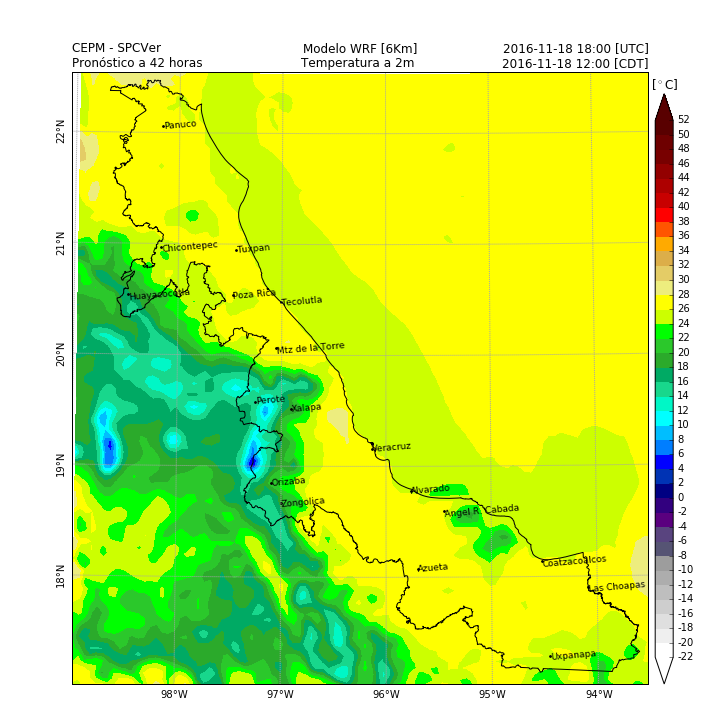 CEPM - SPCVer Modelo WRF [6Km] 2016-11-18 18:00 [UTC]
Pronóstico a 42 horas Temperatura a 2m 2016-11-18 12:00 [CDT]
[°C]
52
50
48
46
44
42
40
38
36
34
32
30
28
26
24
22
20
18
16
14
12
10
8
6
4
2
0
-2
-4
-6
-8
-10
-12
-14
-16
-18
-20
-22
22°N
21°N
20°N
19°N
18°N
Panuco
Chicontepec
Tuxpan
Huayacocotla
Poza Rica
Tecolutla
Mtz de la Torre
Perote
Xalapa
Veracruz
Orizaba
Alvarado
Zongolica
Angel R. Cabada
Azueta
Coatzacoalcos
Las Choapas
Uxpanapa
98°W 97°W 96°W 95°W 94°W